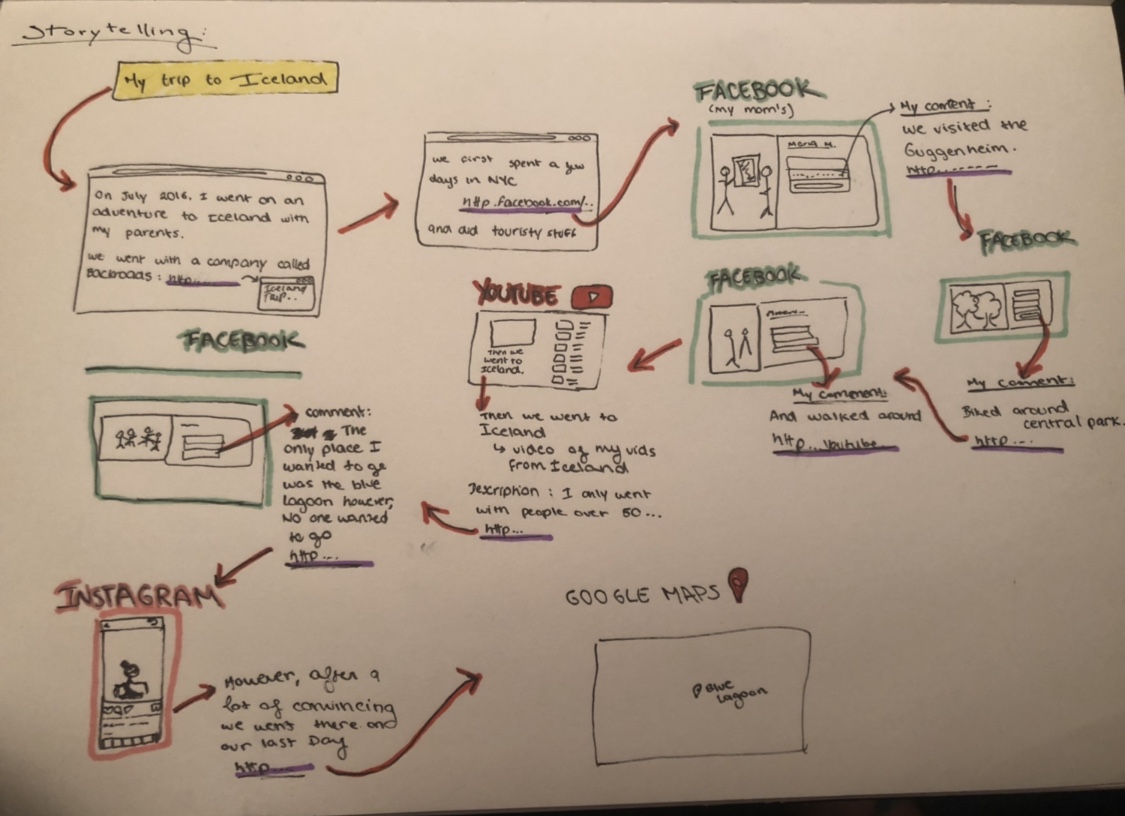 Storytelling:
My trip to Iceland
On July 2016. I went on an
adventure to Iceland with
my parents.
we went with a company called
Backroads : http........
Iceland
Trip..
we first spent a few
days in NYC
http.facebook.com/..
and did touristy stuff
FACEBOOK
(my mom's)
Maria M.
My content :
we visited the
Guggenheim.
http..........
FACEBOOK
My comment:
Biked around
central park.
http....
FACEBOOK
My comment:
And walked around
http...youtube....
YOUTUBE
Then we
went to
Iceland.
Then we went to
Iceland
↳ video of my vids
from Iceland
Description : I only went
with people over 50...
http...
FACEBOOK
comment:
The
only place I
wanted to go
was the blue
lagoon however,
No one wanted
to go
http....
INSTAGRAM
However, after a
lot of convincing
we went there on
our last Day
http.......
GOOGLE MAPS
Blue
Lagoon